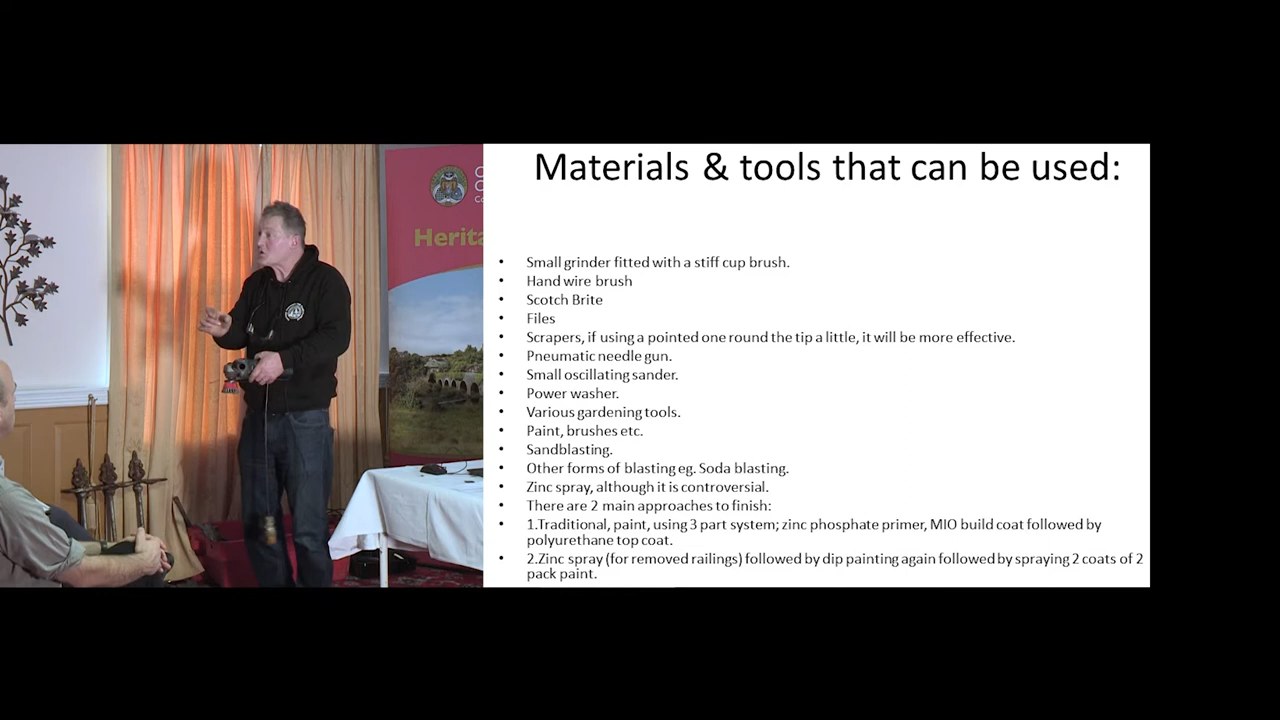 Materials & tools that can be used:
• Small grinder fitted with a stiff cup brush.
• Hand wire brush
• Scotch Brite
• Files
• Scrapers, if using a pointed one round the tip a little, it will be more effective.
• Pneumatic needle gun.
• Small oscillating sander.
• Power washer.
• Various gardening tools.
• Paint, brushes etc.
• Sandblasting.
• Other forms of blasting eg. Soda blasting.
• Zinc spray, although it is controversial.
• There are 2 main approaches to finish:
• 1.Traditional, paint, using 3 part system; zinc phosphate primer, MIO build coat followed by
polyurethane top coat.
• 2.Zinc spray (for removed railings) followed by dip painting again followed by spraying 2 coats of 2
pack paint.